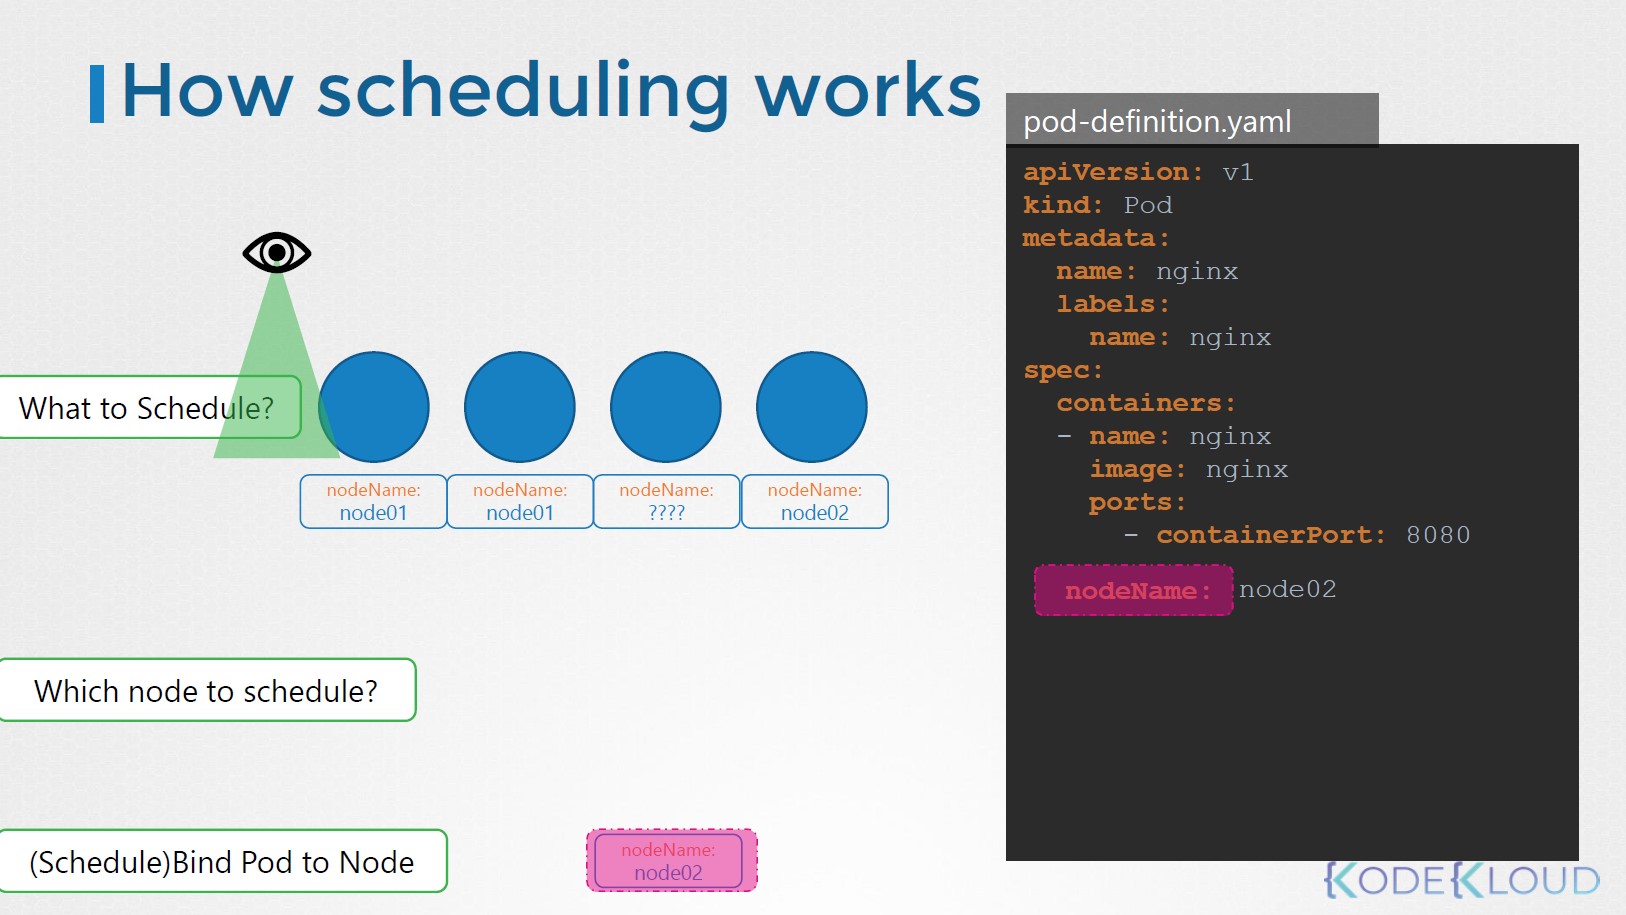 How scheduling works
pod-definition.yaml
apiVersion: v1
kind: Pod
metadata:
  name: nginx
  labels:
    name: nginx
spec:
  containers:
  - name: nginx
    image: nginx
    ports:
      - containerPort: 8080
  nodeName: node02
What to Schedule?
nodeName:
node01
nodeName:
node01
nodeName:
????
nodeName:
node02
Which node to schedule?
(Schedule)Bind Pod to Node
nodeName:
node02
KODEKLOUD